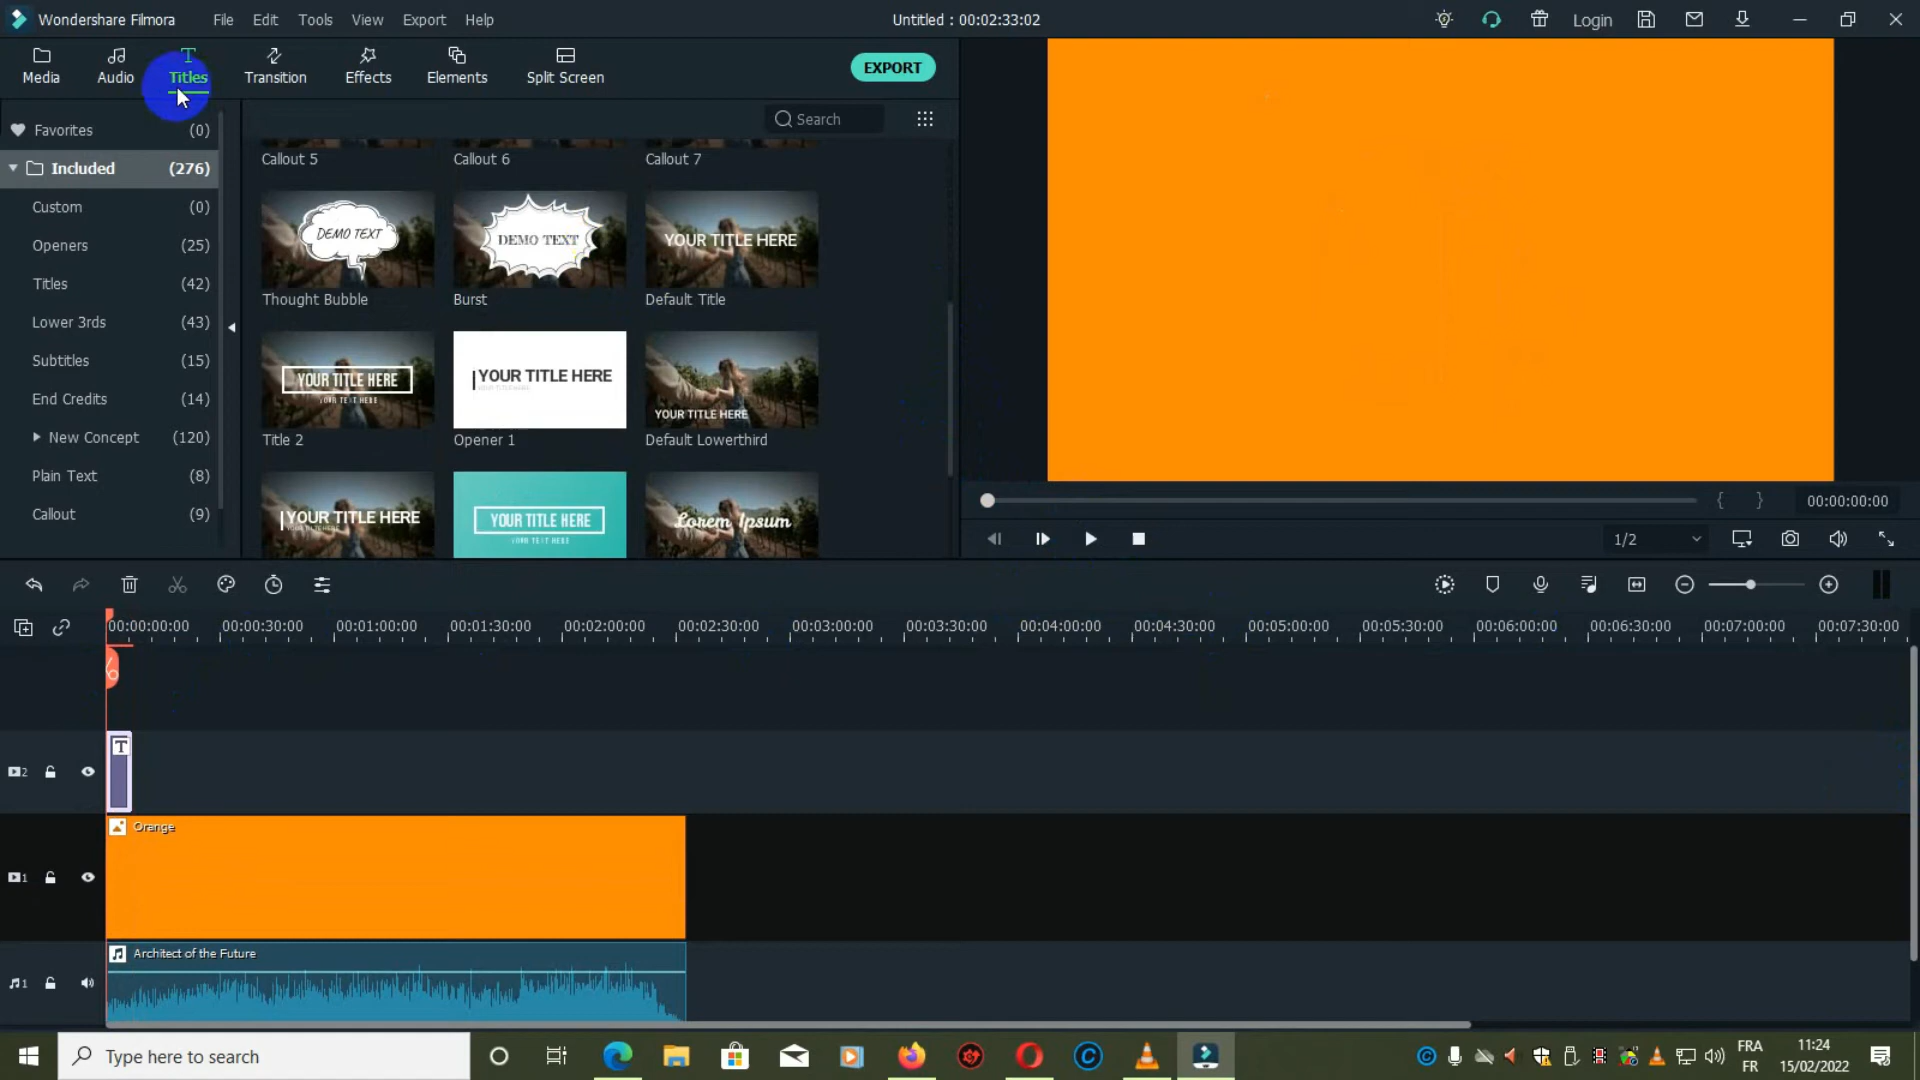 Wondershare Filmora File Edit Tools View Export Help Untitled : 00:02:33:02 Login
Media Audio Titles Transition Effects Elements Split Screen EXPORT
Favorites (0)
Search
Included (276)
Custom (0)
Openers (25)
Titles (42)
Lower 3rds (43)
Subtitles (15)
End Credits (14)
New Concept (120)
Plain Text (8)
Callout (9)
Callout 5 Callout 6 Callout 7
DEMO TEXT DEMO TEXT YOUR TITLE HERE
Thought Bubble Burst Default Title
YOUR TITLE HERE YOUR TITLE HERE YOUR TITLE HERE
YOUR TEXT HERE
Title 2 Opener 1 Default Lowerthird
YOUR TITLE HERE YOUR TITLE HERE Lorem Ipsum
YOUR TEXT HERE
00:00:00:00
1/2
00:00:00:00 00:00:30:00 00:01:00:00 00:01:30:00 00:02:00:00 00:02:30:00 00:03:00:00 00:03:30:00 00:04:00:00 00:04:30:00 00:05:00:00 00:05:30:00 00:06:00:00 00:06:30:00 00:07:00:00 00:07:30:00
T
2
Orange
1
Architect of the Future
1
Type here to search
FRA
FR
11:24
15/02/2022